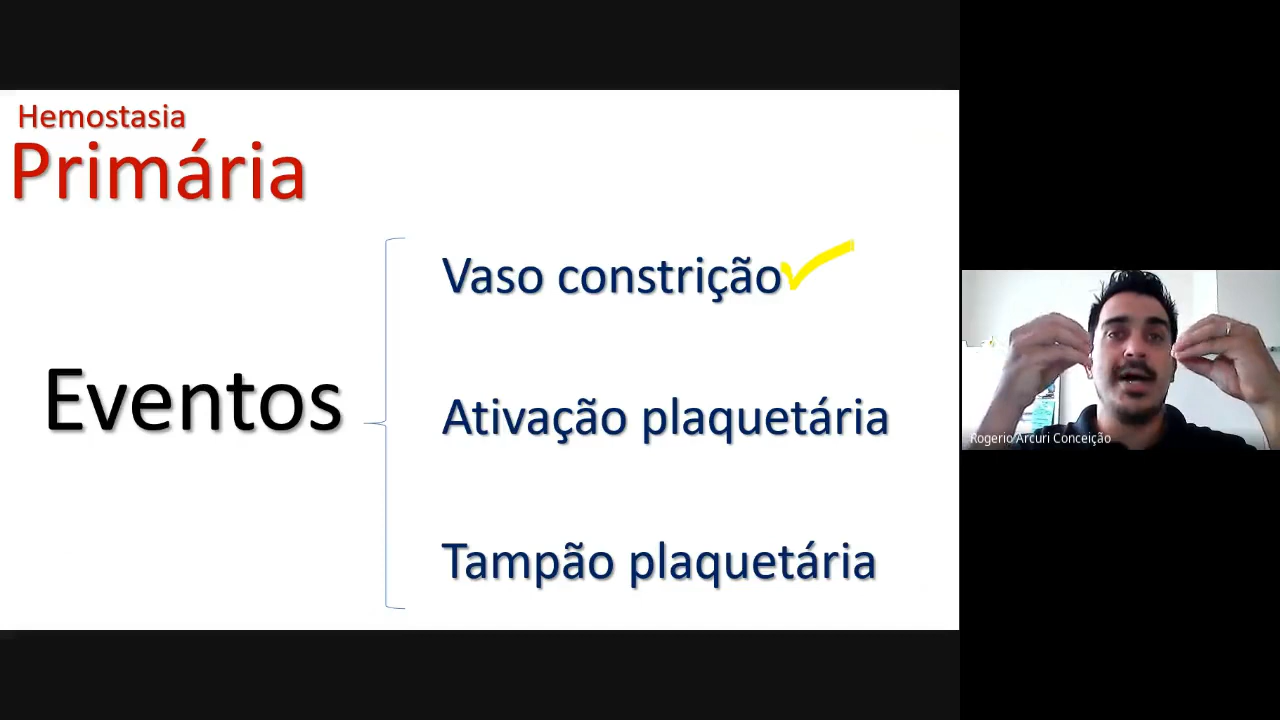 Hemostasia
Primária
Eventos
Vaso constrição
Ativação plaquetária
Tampão plaquetária
Rogerio Arcuri Conceição